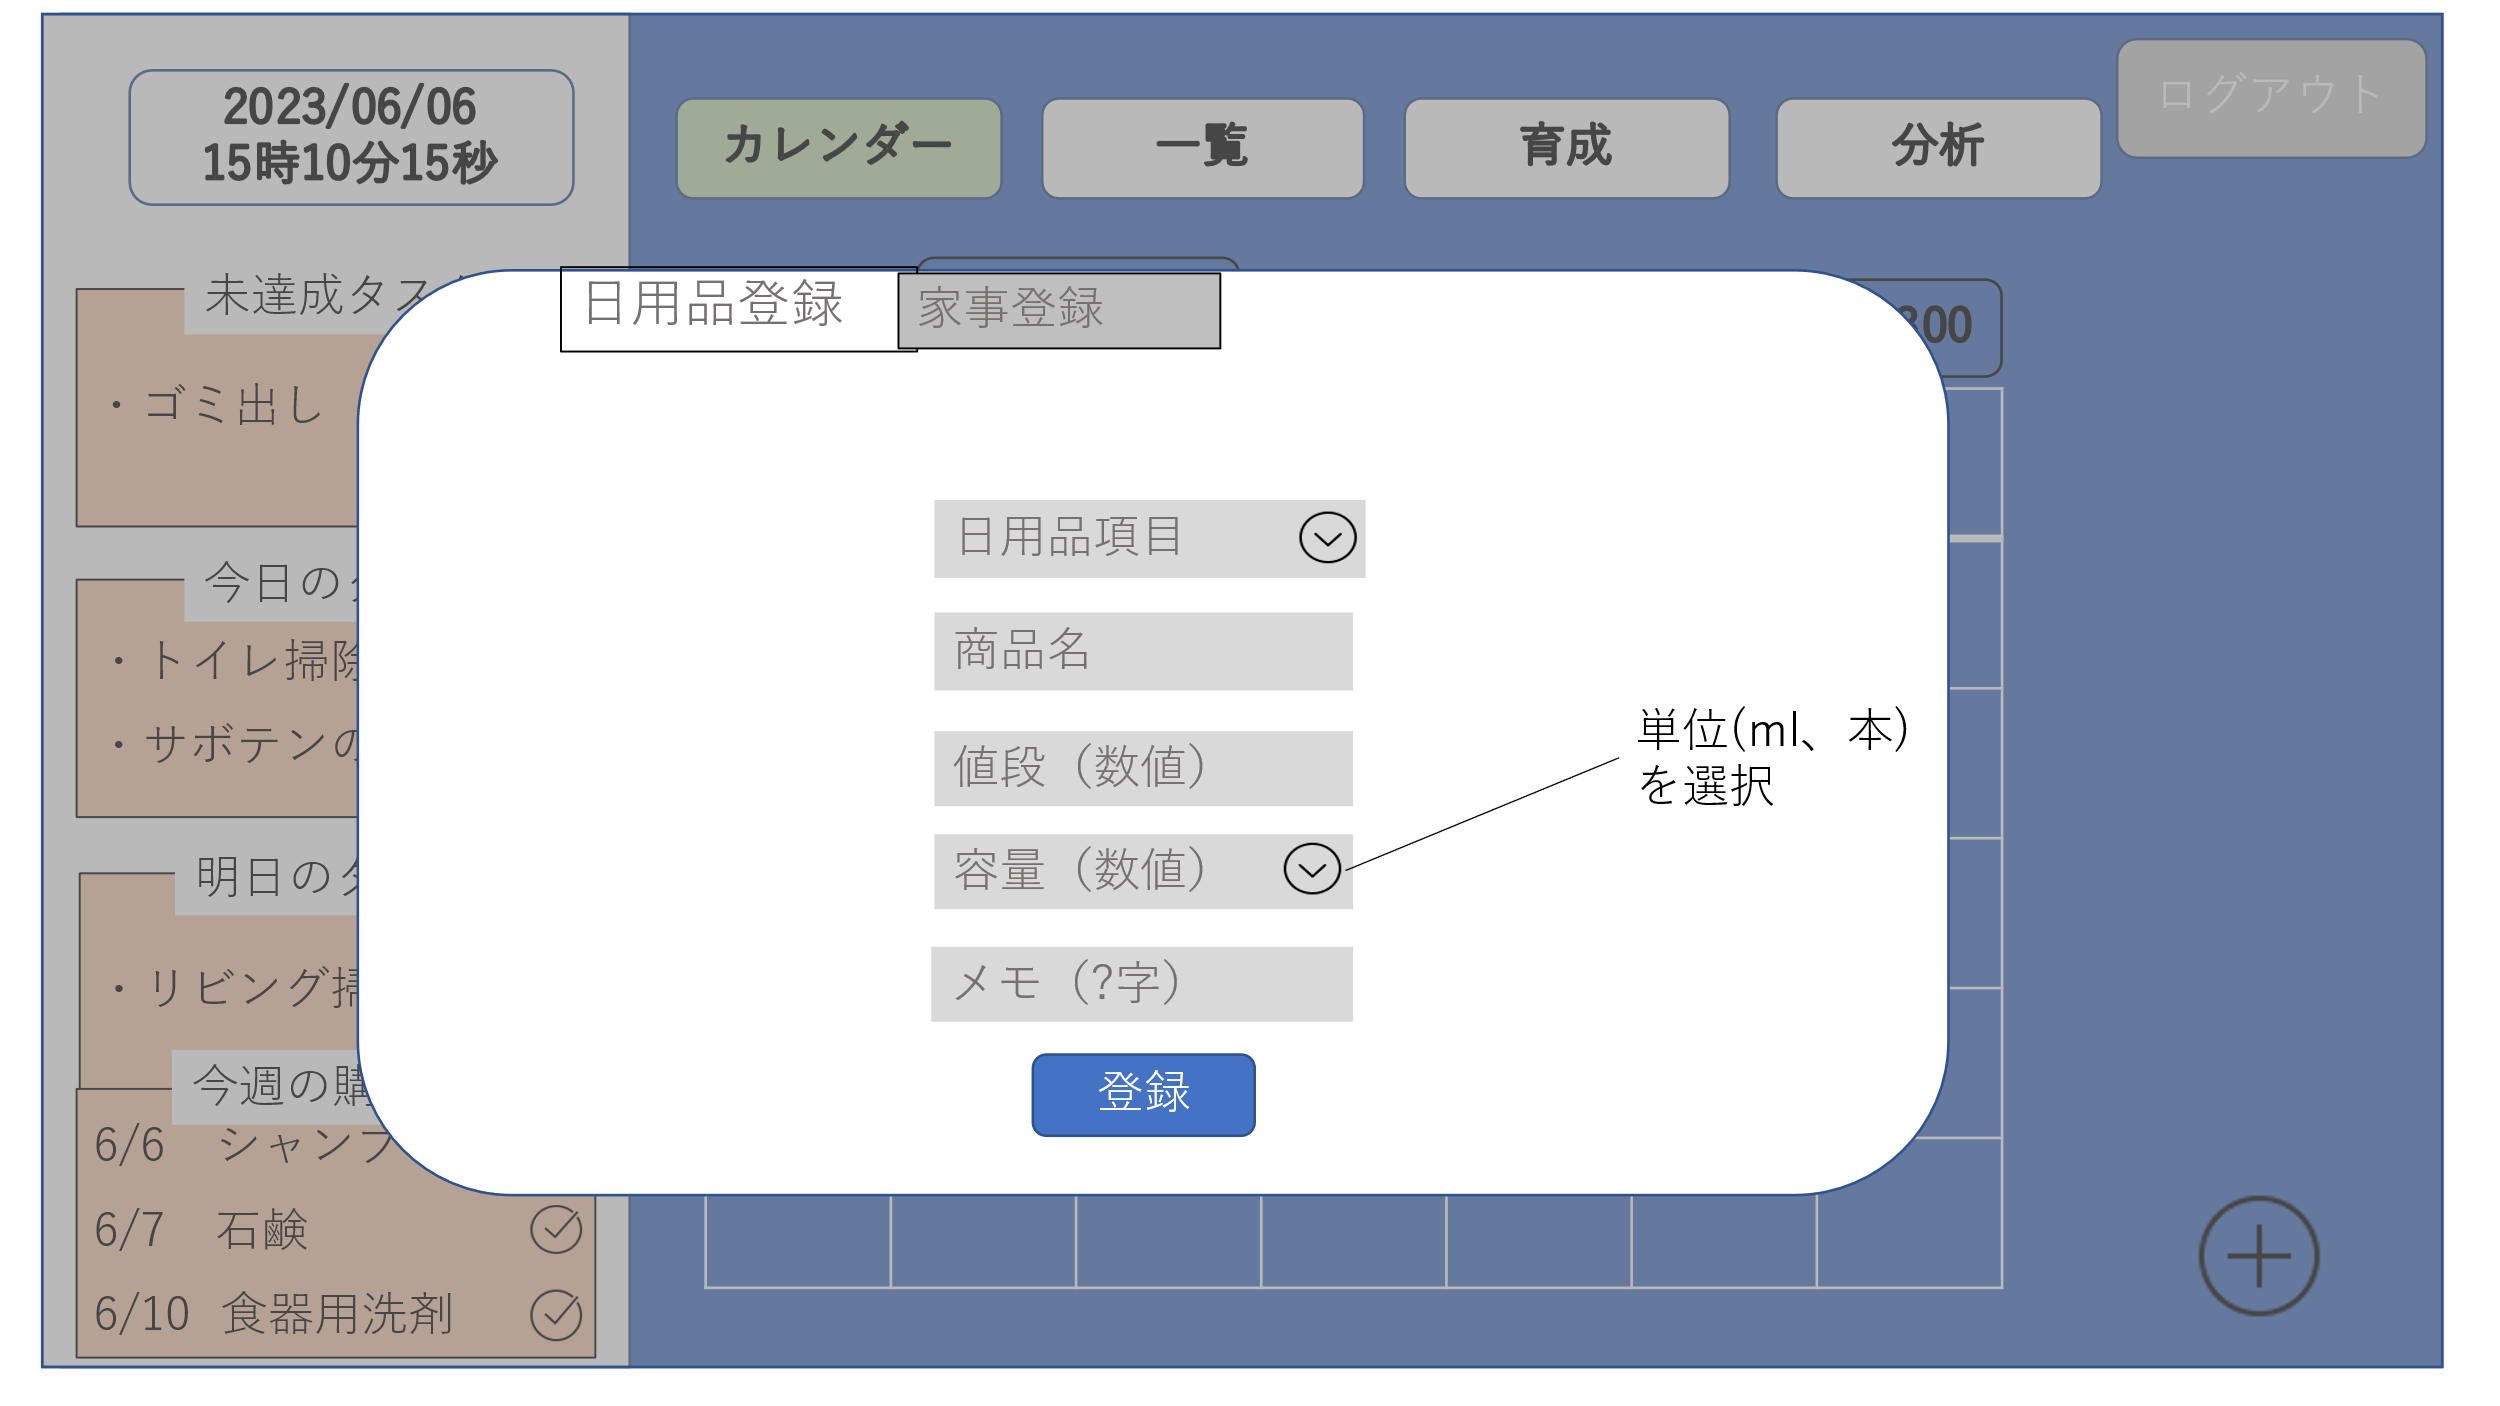 2023/06/06
15時10分15秒
カレンダー
一覧
育成
分析
ログアウト
未達成タス
・ゴミ出し
今日の
・トイレ掃除
・サボテンの
明日の
・リビング掃
今週の購
6/6 シャンプ
6/7 石鹸
6/10 食器用洗剤
300
日用品登録
家事登録
日用品項目
商品名
値段（数値）
容量（数値）
メモ（?字）
単位(ml、本)
を選択
登録